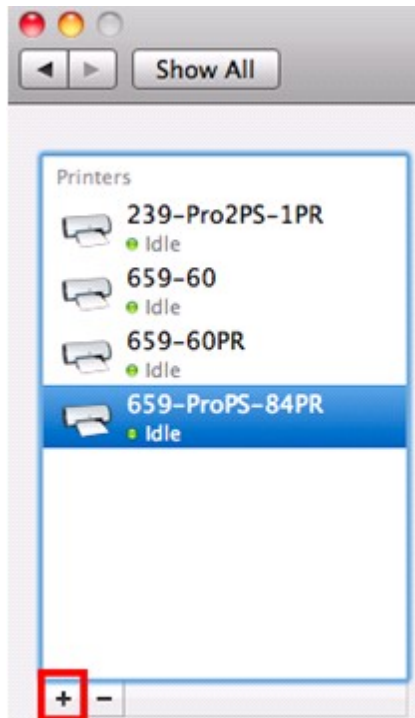 Show All
Printers
239-Pro2PS-1PR
Idle
659-60
Idle
659-60PR
Idle
659-ProPS-84PR
Idle
+ −